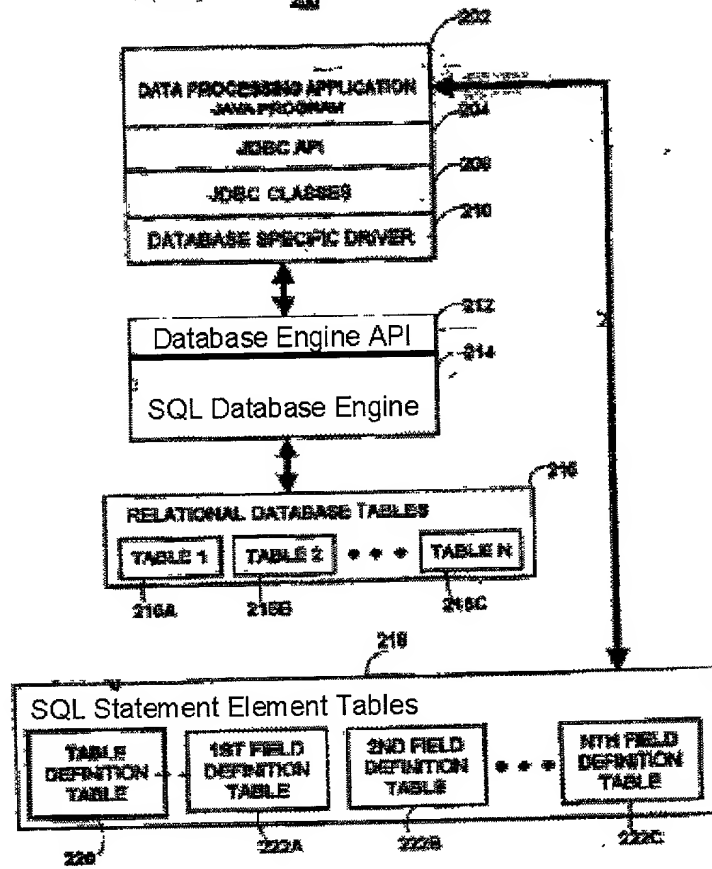 200
202
DATA PROCESSING APPLICATION
JAVA PROGRAM
204
JDBC API
208
JDBC CLASSES
210
DATABASE SPECIFIC DRIVER
212
Database Engine API
214
SQL Database Engine
216
RELATIONAL DATABASE TABLES
TABLE 1
TABLE 2
TABLE N
216A
216B
216C
218
SQL Statement Element Tables
TABLE
DEFINITION
TABLE
1ST FIELD
DEFINITION
TABLE
2ND FIELD
DEFINITION
TABLE
NTH FIELD
DEFINITION
TABLE
220
222A
222B
222C